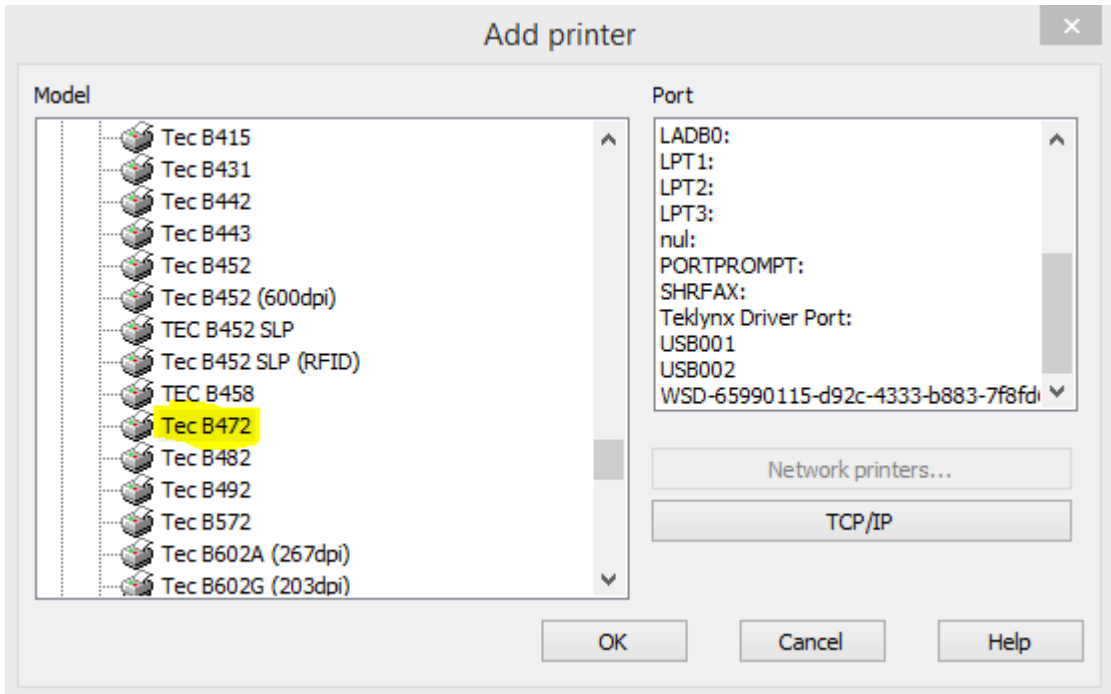 Add printer
Model
Tec B415
Tec B431
Tec B442
Tec B443
Tec B452
Tec B452 (600dpi)
TEC B452 SLP
Tec B452 SLP (RFID)
TEC B458
Tec B472
Tec B482
Tec B492
Tec B572
Tec B602A (267dpi)
Tec B602G (203dpi)
Port
LADB0:
LPT1:
LPT2:
LPT3:
nul:
PORTPROMPT:
SHRFAX:
Teklynx Driver Port:
USB001
USB002
WSD-65990115-d92c-4333-b883-7f8fd
Network printers...
TCP/IP
OK
Cancel
Help